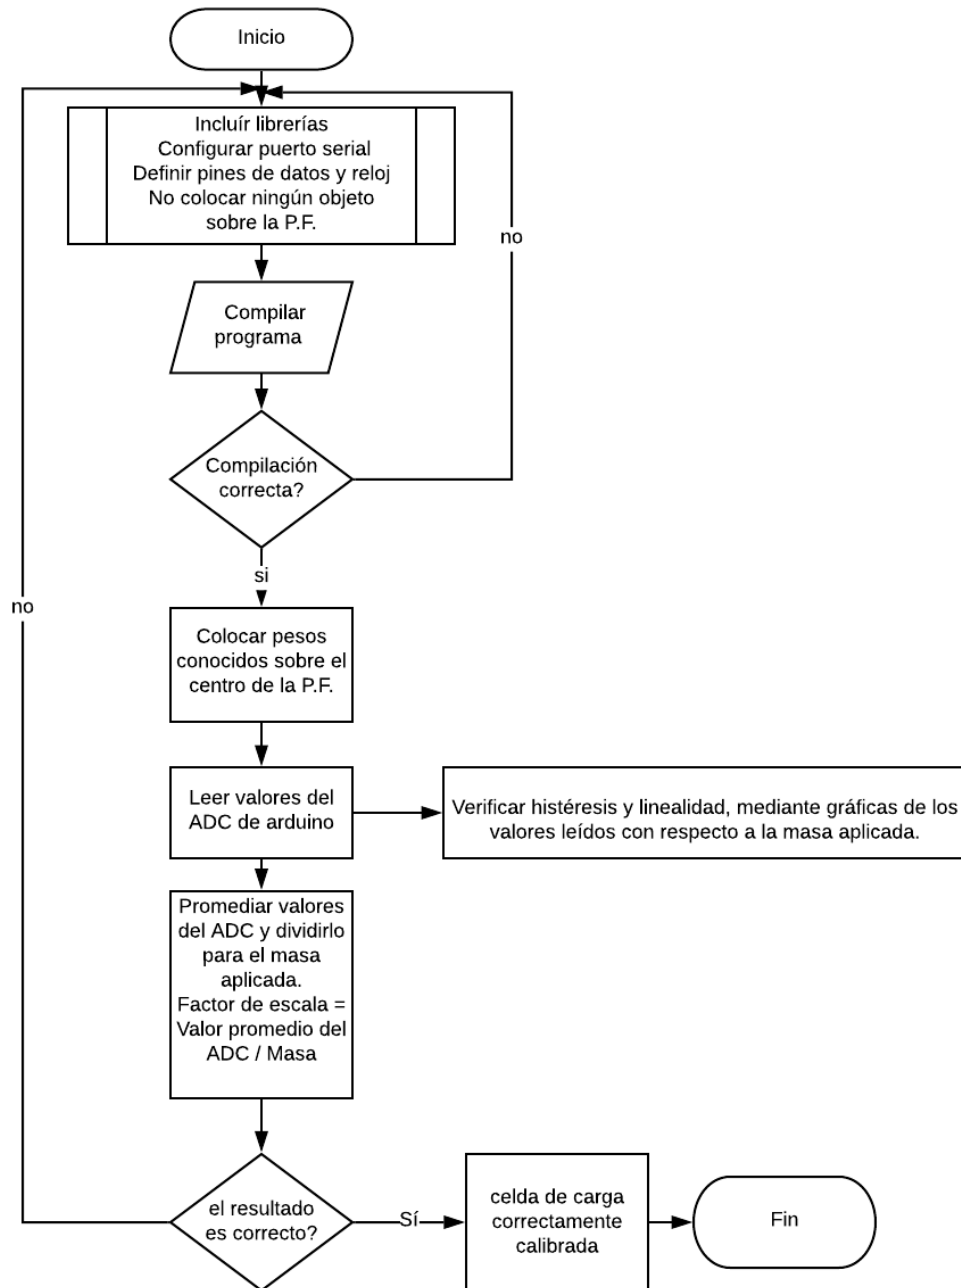 Inicio
Incluír librerías
Configurar puerto serial
Definir pines de datos y reloj
No colocar ningún objeto
sobre la P.F.
no
Compilar
programa
Compilación
correcta?
si
no
Colocar pesos
conocidos sobre el
centro de la P.F.
Leer valores del
ADC de arduino
Verificar histéresis y linealidad, mediante gráficas de los
valores leídos con respecto a la masa aplicada.
Promediar valores
del ADC y dividirlo
para el masa
aplicada.
Factor de escala =
Valor promedio del
ADC / Masa
el resultado
es correcto?
Sí
celda de carga
correctamente
calibrada
Fin